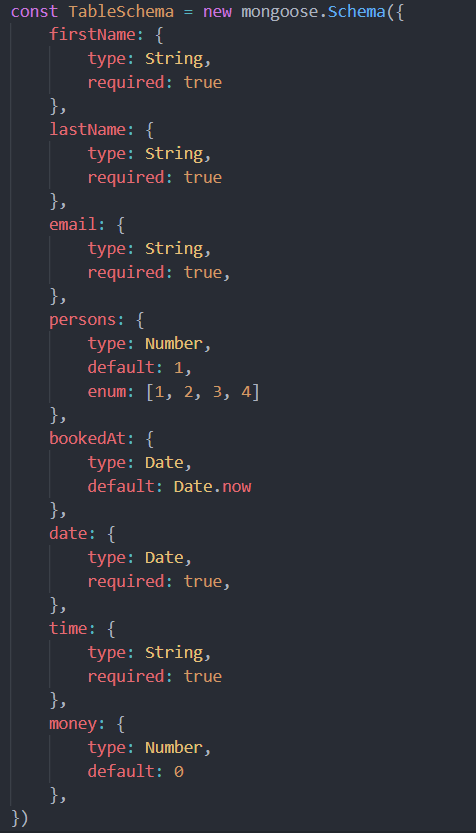 const TableSchema = new mongoose.Schema({
    firstName: {
        type: String,
        required: true
    },
    lastName: {
        type: String,
        required: true
    },
    email: {
        type: String,
        required: true,
    },
    persons: {
        type: Number,
        default: 1,
        enum: [1, 2, 3, 4]
    },
    bookedAt: {
        type: Date,
        default: Date.now
    },
    date: {
        type: Date,
        required: true,
    },
    time: {
        type: String,
        required: true
    },
    money: {
        type: Number,
        default: 0
    },
})